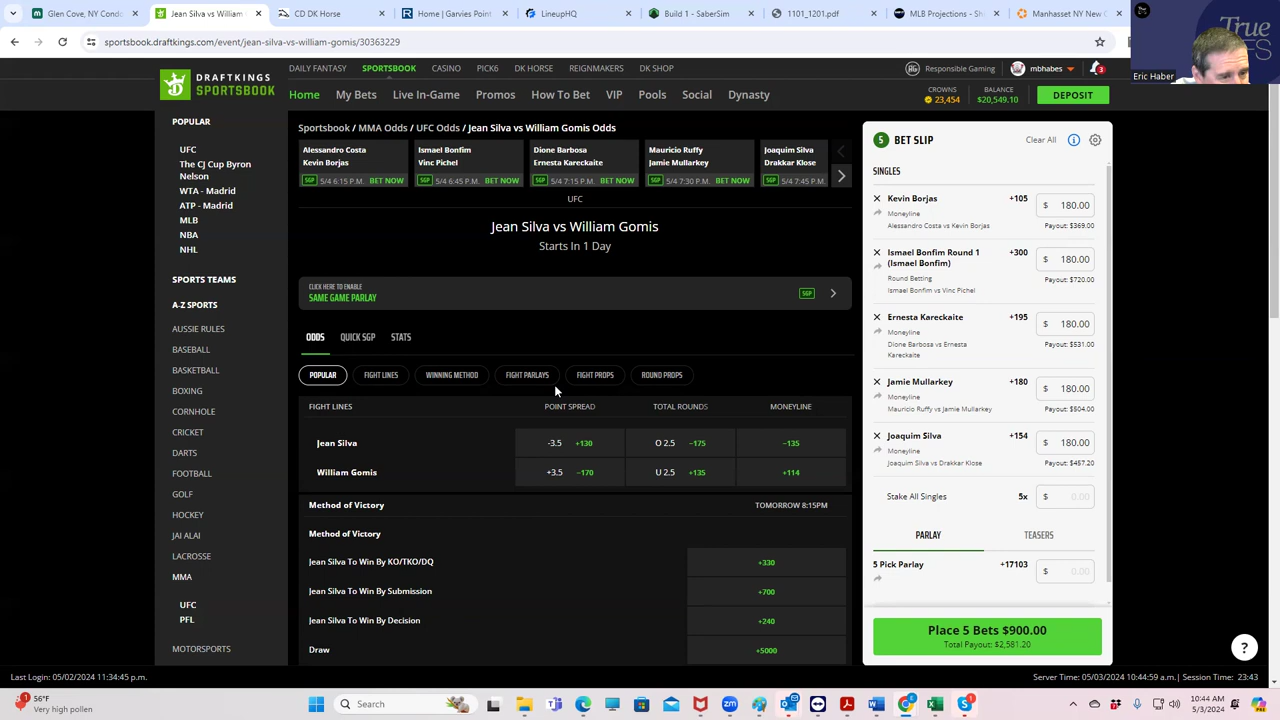 Glen Cove, NY Condo
Jean Silva vs William
CD DK Horse
Home | Garvies Point
LineupHQ
Build 1 - SaberSim
1101_1201.pdf
MLB Projections - Sh
Manhasset NY New C
sportsbook.draftkings.com/event/jean-silva-vs-william-gomis/30363229
True
Eric Haber
DRAFTKINGS
SPORTSBOOK
DAILY FANTASY
SPORTSBOOK
CASINO
PICK6
DK HORSE
REIGNMAKERS
DK SHOP
Responsible Gaming
mbhabes
3
Home
My Bets
Live In-Game
Promos
How To Bet
VIP
Pools
Social
Dynasty
CROWNS
23,454
BALANCE
$20,549.10
DEPOSIT
POPULAR
UFC
The CJ Cup Byron
Nelson
WTA - Madrid
ATP - Madrid
MLB
NBA
NHL
SPORTS TEAMS
A-Z SPORTS
AUSSIE RULES
BASEBALL
BASKETBALL
BOXING
CORNHOLE
CRICKET
DARTS
FOOTBALL
GOLF
HOCKEY
JAI ALAI
LACROSSE
MMA
UFC
PFL
MOTORSPORTS
Sportsbook / MMA Odds / UFC Odds / Jean Silva vs William Gomis Odds
Alessandro Costa
Kevin Borjas
SGP 5/4 6:15 P.M. BET NOW
Ismael Bonfim
Vinc Pichel
SGP 5/4 6:45 P.M. BET NOW
Dione Barbosa
Ernesta Kareckaite
SGP 5/4 7:15 P.M. BET NOW
Mauricio Ruffy
Jamie Mullarkey
SGP 5/4 7:30 P.M. BET NOW
Joaquim Silva
Drakkar Klose
SGP 5/4 7:45 P.M.
UFC
Jean Silva vs William Gomis
Starts In 1 Day
CLICK HERE TO ENABLE
SAME GAME PARLAY
SGP
ODDS
QUICK SGP
STATS
POPULAR
FIGHT LINES
WINNING METHOD
FIGHT PARLAYS
FIGHT PROPS
ROUND PROPS
FIGHT LINES POINT SPREAD TOTAL ROUNDS MONEYLINE
Jean Silva -3.5 +130 O 2.5 −175 −135
William Gomis +3.5 −170 U 2.5 +135 +114
Method of Victory TOMORROW 8:15PM
Method of Victory
Jean Silva To Win By KO/TKO/DQ +330
Jean Silva To Win By Submission +700
Jean Silva To Win By Decision +240
Draw +5000
5 BET SLIP
Clear All
SINGLES
Kevin Borjas +105 $ 180.00
Moneyline
Alessandro Costa vs Kevin Borjas Payout: $369.00
Ismael Bonfim Round 1
(Ismael Bonfim) +300 $ 180.00
Round Betting Payout: $720.00
Ismael Bonfim vs Vinc Pichel
Ernesta Kareckaite +195 $ 180.00
Moneyline
Dione Barbosa vs Ernesta
Kareckaite Payout: $531.00
Jamie Mullarkey +180 $ 180.00
Moneyline
Mauricio Ruffy vs Jamie Mullarkey Payout: $504.00
Joaquim Silva +154 $ 180.00
Moneyline
Joaquim Silva vs Drakkar Klose Payout: $457.20
Stake All Singles 5x $ 0.00
PARLAY
TEASERS
5 Pick Parlay +17103 $ 0.00
Place 5 Bets $900.00
Total Payout: $2,581.20
?
Last Login: 05/02/2024 11:34:45 p.m.
Server Time: 05/03/2024 10:44:59 a.m.| Session Time: 23:43
1
56°F
Very high pollen
Search
10:44 AM
5/3/2024